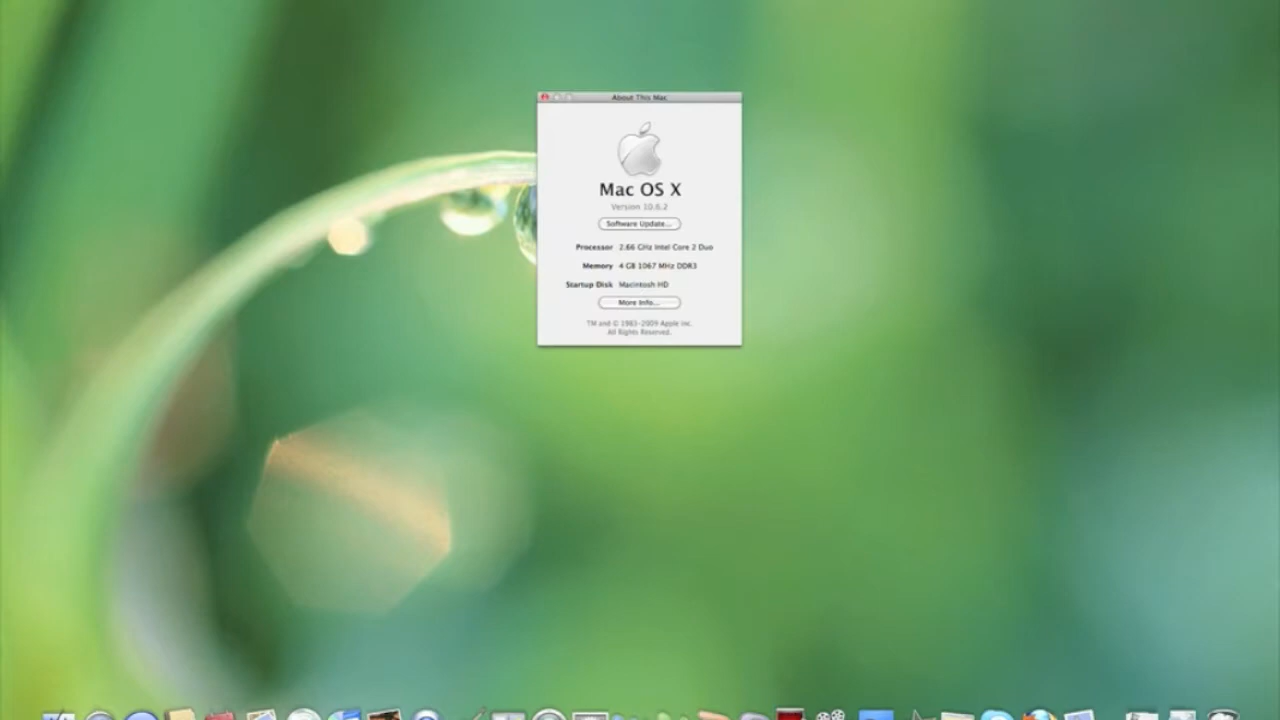 About This Mac
Mac OS X
Version 10.6.2
Software Update...
Processor 2.66 GHz Intel Core 2 Duo
Memory 4 GB 1067 MHz DDR3
Startup Disk Macintosh HD
More Info...
TM and © 1983-2009 Apple Inc.
All Rights Reserved.